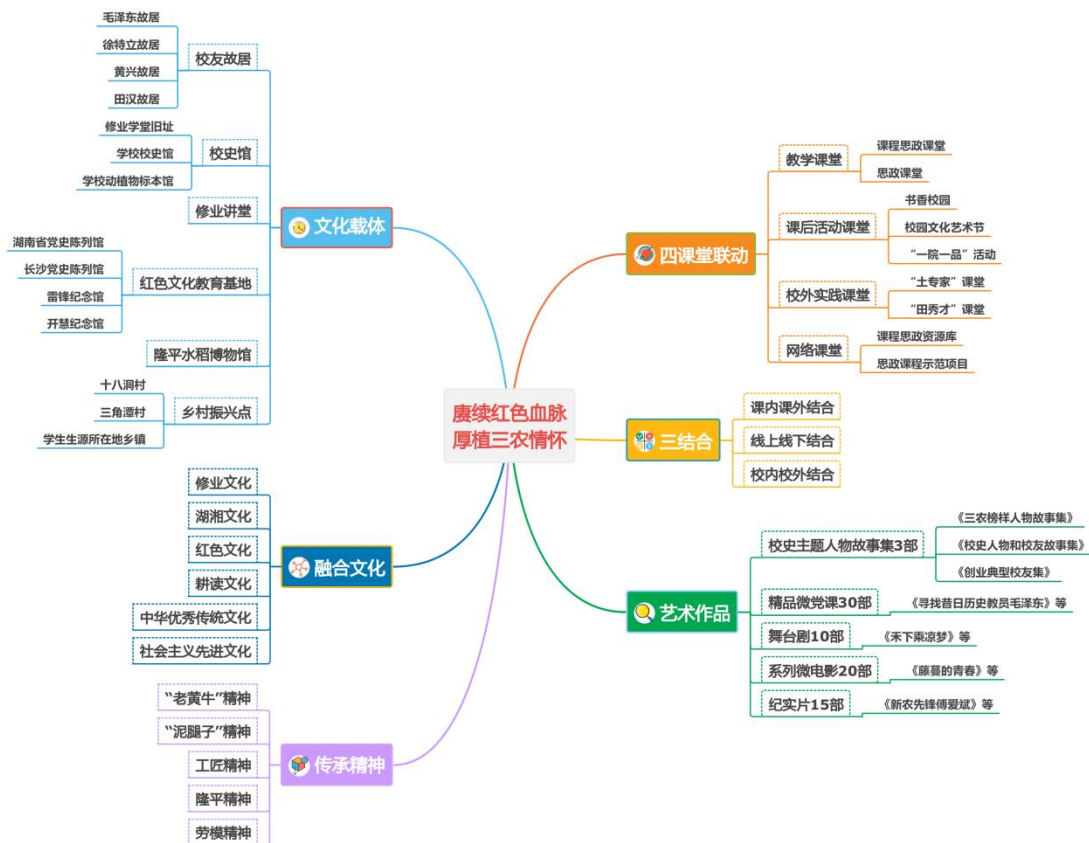 赓续红色血脉
厚植三农情怀
文化载体
校友故居
毛泽东故居
徐特立故居
黄兴故居
田汉故居
校史馆
修业学堂旧址
学校校史馆
学校动植物标本馆
修业讲堂
红色文化教育基地
湖南省党史陈列馆
长沙党史陈列馆
雷锋纪念馆
开慧纪念馆
隆平水稻博物馆
乡村振兴点
十八洞村
三角潭村
学生生源所在地乡镇
融合文化
修业文化
湖湘文化
红色文化
耕读文化
中华优秀传统文化
社会主义先进文化
传承精神
“老黄牛”精神
“泥腿子”精神
工匠精神
隆平精神
劳模精神
四课堂联动
教学课堂
课程思政课堂
思政课堂
课后活动课堂
书香校园
校园文化艺术节
“一院一品”活动
校外实践课堂
“土专家”课堂
“田秀才”课堂
网络课堂
课程思政资源库
思政课程示范项目
三结合
课内课外结合
线上线下结合
校内校外结合
艺术作品
校史主题人物故事集3部
《三农榜样人物故事集》
《校史人物和校友故事集》
《创业典型校友集》
精品微党课30部
《寻找昔日历史教员毛泽东》等
舞台剧10部
《禾下乘凉梦》等
系列微电影20部
《藤蔓的青春》等
纪实片15部
《新农先锋傅爱斌》等